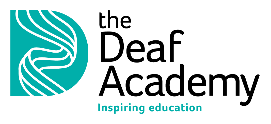 the
Deaf
Academy
Inspiring education